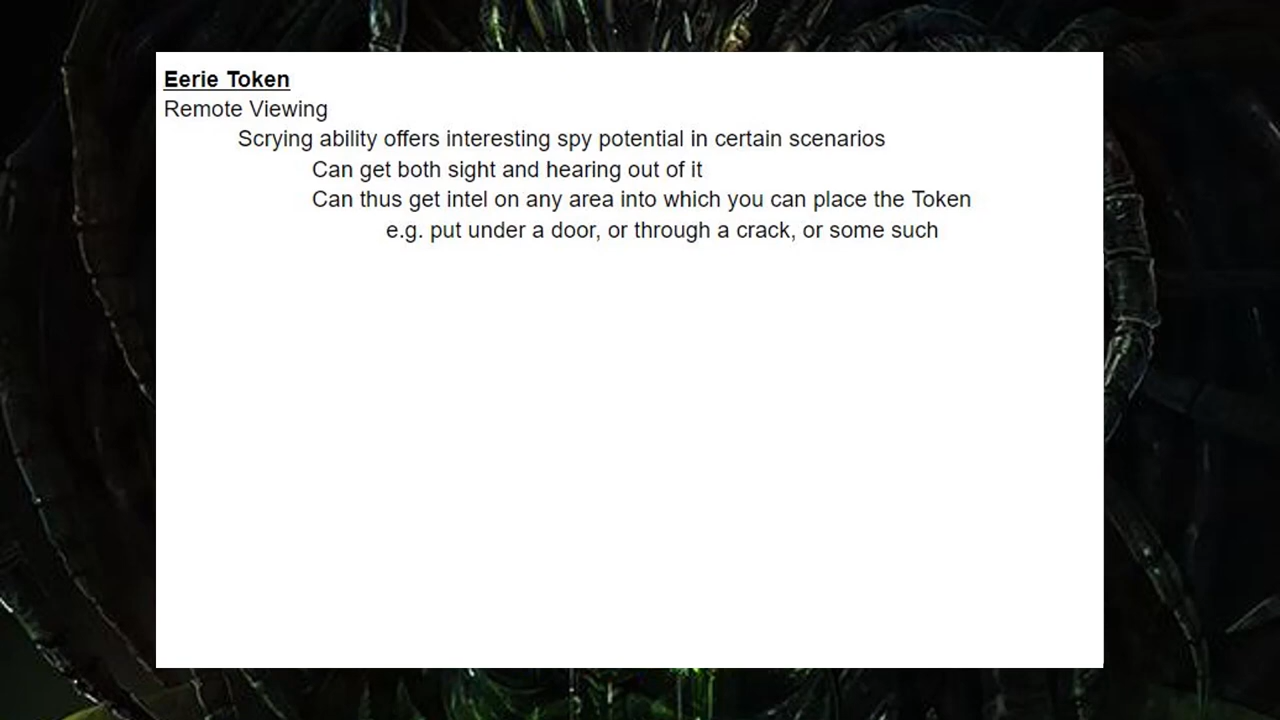 Eerie Token
Remote Viewing
Scrying ability offers interesting spy potential in certain scenarios
Can get both sight and hearing out of it
Can thus get intel on any area into which you can place the Token
e.g. put under a door, or through a crack, or some such